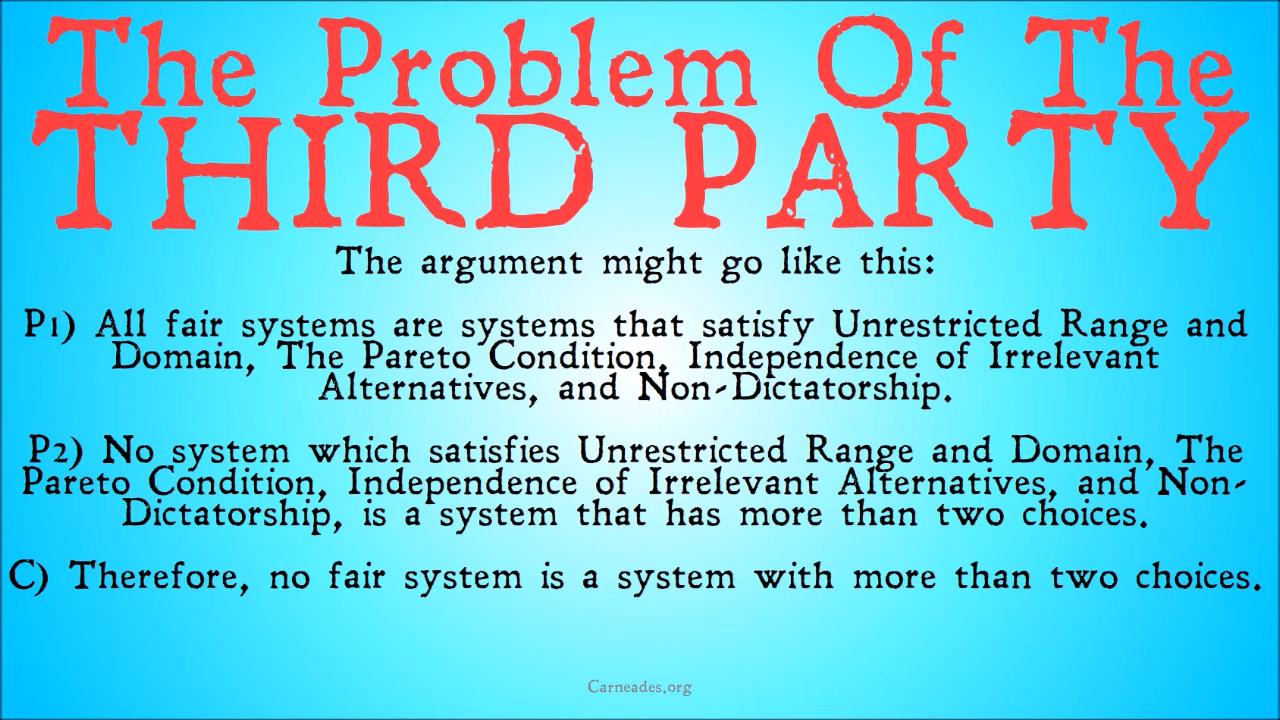 The Problem Of The
THIRD PARTY
The argument might go like this:
P1) All fair systems are systems that satisfy Unrestricted Range and
Domain, The Pareto Condition, Independence of Irrelevant
Alternatives, and Non-Dictatorship.
P2) No system which satisfies Unrestricted Range and Domain, The
Pareto Condition, Independence of Irrelevant Alternatives, and Non-
Dictatorship, is a system that has more than two choices.
C) Therefore, no fair system is a system with more than two choices.
Carneades.org